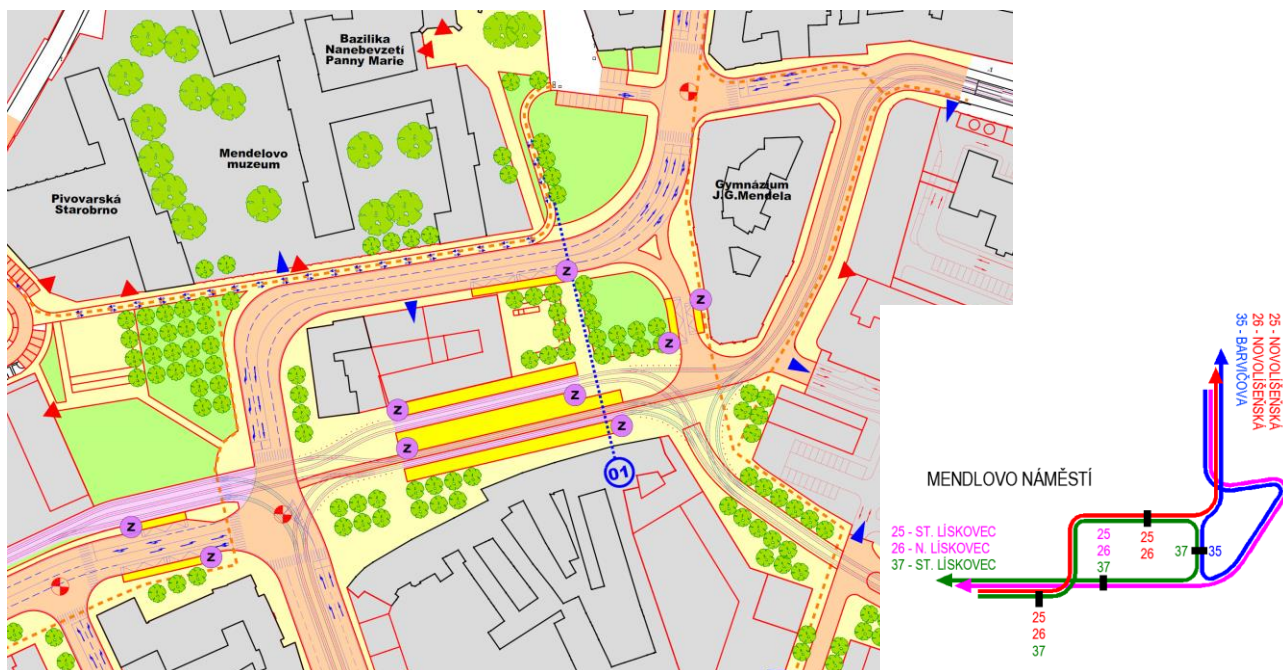 Bazilika
Nanebevzetí
Panny Marie
Mendelovo
muzeum
Pivovarská
Starobrno
Gymnázium
J.G.Mendela
Z
Z
Z
Z
Z
Z
Z
Z
Z
Z
01
MENDLOVO NÁMĚSTÍ
35 - BARVIČOVA
26 - NOVOLÍŠEŇSKÁ
25 - NOVOLÍŠEŇSKÁ
25 - ST. LÍSKOVEC
26 - N. LÍSKOVEC
37 - ST. LÍSKOVEC
25
26
37
25
26
37
35
25
26
37